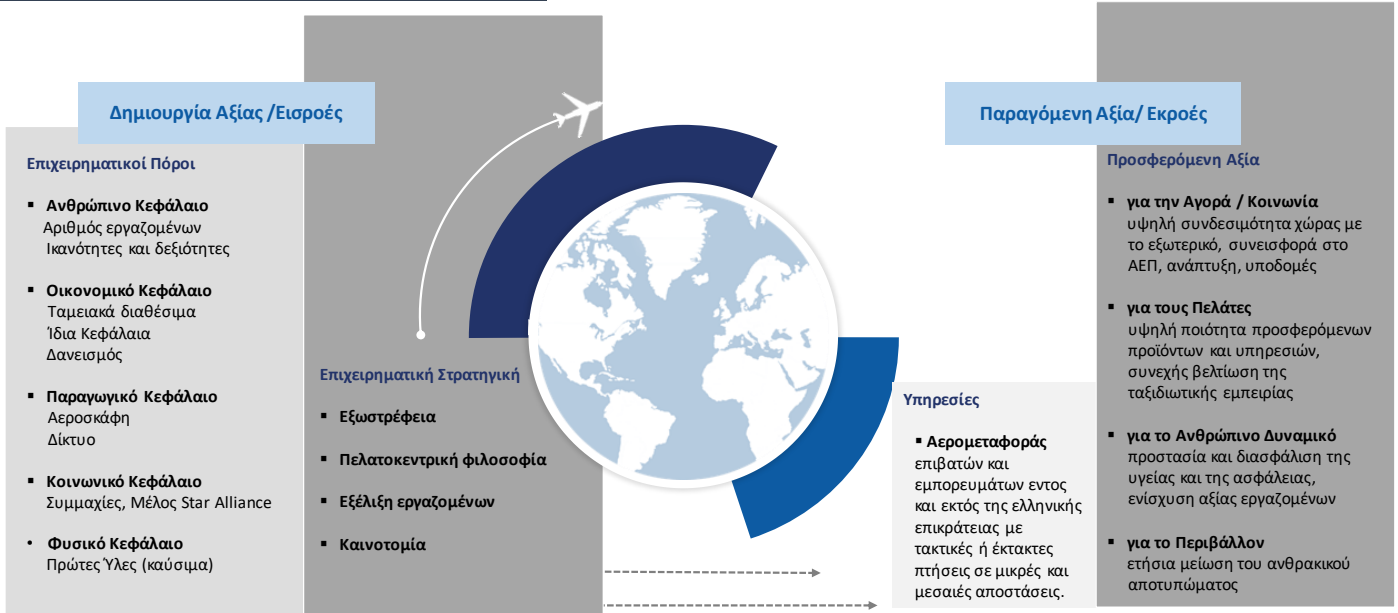 Δημιουργία Αξίας /Εισροές
Επιχειρηματικοί Πόροι
▪ Ανθρώπινο Κεφάλαιο
Αριθμός εργαζομένων
Ικανότητες και δεξιότητες
▪ Οικονομικό Κεφάλαιο
Ταμειακά διαθέσιμα
Ίδια Κεφάλαια
Δανεισμός
▪ Παραγωγικό Κεφάλαιο
Αεροσκάφη
Δίκτυο
▪ Κοινωνικό Κεφάλαιο
Συμμαχίες, Μέλος Star Alliance
• Φυσικό Κεφάλαιο
Πρώτες Ύλες (καύσιμα)
Επιχειρηματική Στρατηγική
▪ Εξωστρέφεια
▪ Πελατοκεντρική φιλοσοφία
▪ Εξέλιξη εργαζομένων
▪ Καινοτομία
Παραγόμενη Αξία/ Εκροές
Υπηρεσίες
▪ Αερομεταφοράς
επιβατών και
εμπορευμάτων εντος
και εκτός της ελληνικής
επικράτειας με
τακτικές ή έκτακτες
πτήσεις σε μικρές και
μεσαίες αποστάσεις.
Προσφερόμενη Αξία
▪ για την Αγορά / Κοινωνία
υψηλή συνδεσιμότητα χώρας με
το εξωτερικό, συνεισφορά στο
ΑΕΠ, ανάπτυξη, υποδομές
▪ για τους Πελάτες
υψηλή ποιότητα προσφερόμενων
προϊόντων και υπηρεσιών,
συνεχής βελτίωση της
ταξιδιωτικής εμπειρίας
▪ για το Ανθρώπινο Δυναμικό
προστασία και διασφάλιση της
υγείας και της ασφάλειας,
ενίσχυση αξίας εργαζομένων
▪ για το Περιβάλλον
ετήσια μείωση του ανθρακικού
αποτυπώματος